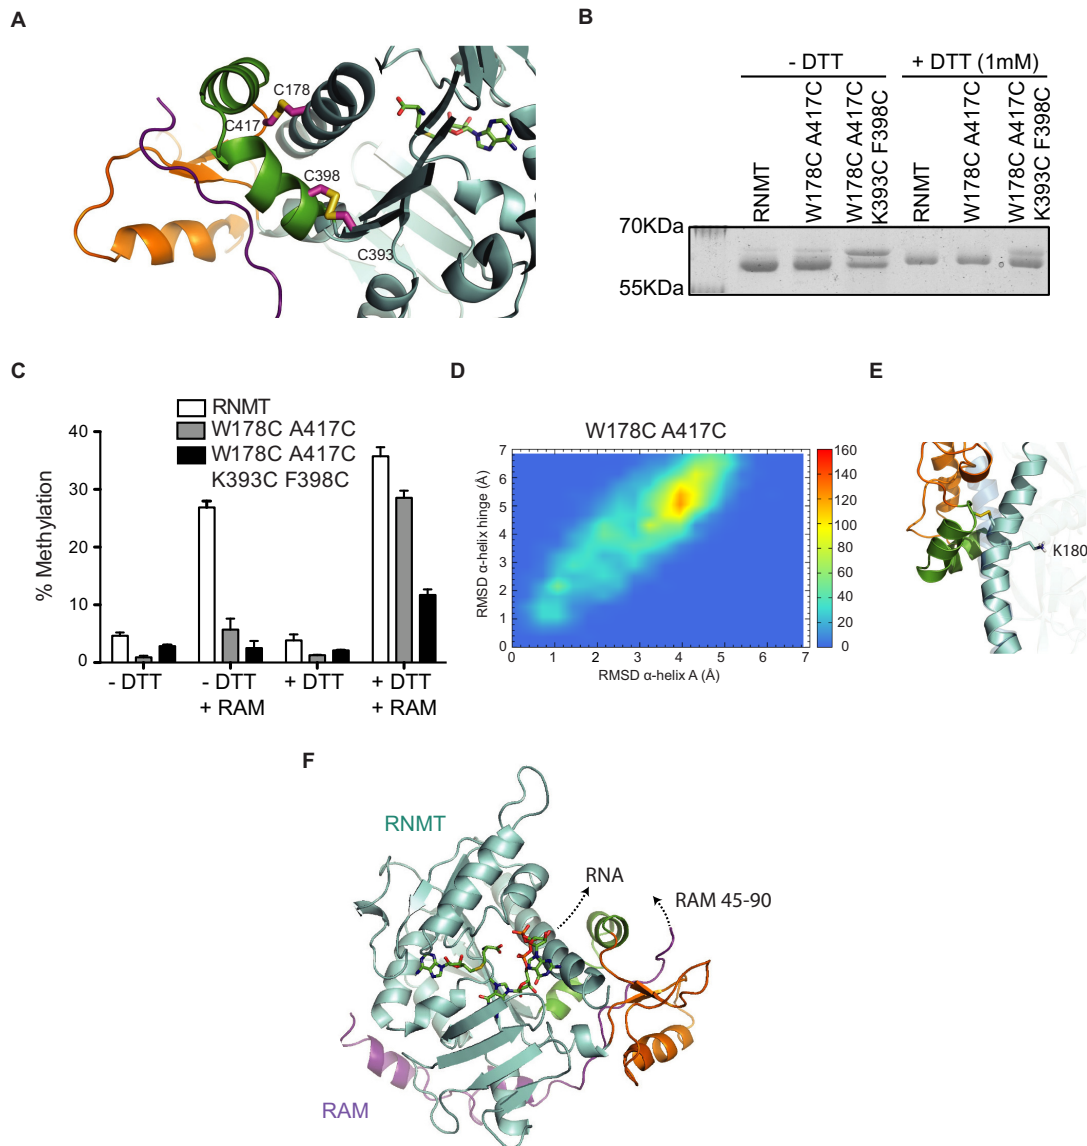 A
C178
C417
C398
C393
B
- DTT
+ DTT (1mM)
RNMT
W178C A417C
W178C A417C
K393C F398C
RNMT
W178C A417C
W178C A417C
K393C F398C
70KDa
55KDa
C
RNMT
W178C A417C
W178C A417C
K393C F398C
% Methylation
40
30
20
10
0
- DTT
- DTT
+ RAM
+ DTT
+ DTT
+ RAM
D
W178C A417C
RMSD α-helix hinge (Å)
7
6
5
4
3
2
1
0
0 1 2 3 4 5 6 7
RMSD α-helix A (Å)
160
140
120
100
80
60
40
20
0
E
K180
F
RNMT
RNA
RAM 45-90
RAM